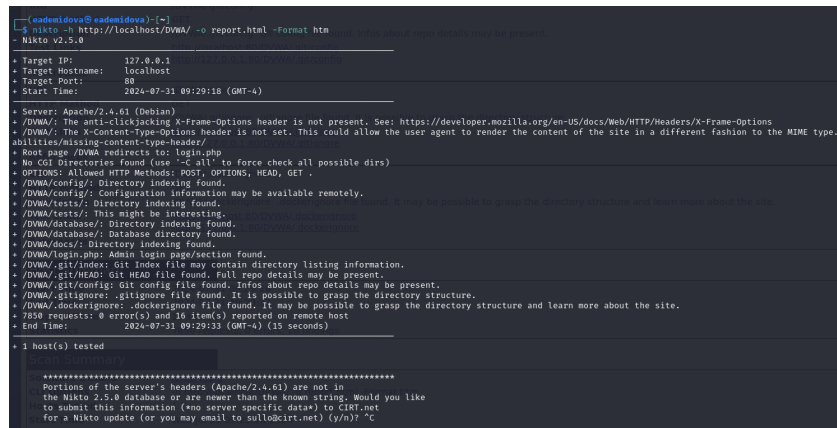 (eademidova㉿eademidova)-[~]
$ nikto -h http://localhost/DVWA/ -o report.html -Format htm
- Nikto v2.5.0
+ Target IP: 127.0.0.1
+ Target Hostname: localhost
+ Target Port: 80
+ Start Time: 2024-07-31 09:29:18 (GMT-4)
+ Server: Apache/2.4.61 (Debian)
+ /DVWA/: The anti-clickjacking X-Frame-Options header is not present. See: https://developer.mozilla.org/en-US/docs/Web/HTTP/Headers/X-Frame-Options
+ /DVWA/: The X-Content-Type-Options header is not set. This could allow the user agent to render the content of the site in a different fashion to the MIME type.
abilities/missing-content-type-header/
+ Root page /DVWA redirects to: login.php
+ No CGI Directories found (use '-C all' to force check all possible dirs)
+ OPTIONS: Allowed HTTP Methods: POST, OPTIONS, HEAD, GET .
+ /DVWA/config/: Directory indexing found.
+ /DVWA/config/: Configuration information may be available remotely.
+ /DVWA/tests/: Directory indexing found.
+ /DVWA/tests/: This might be interesting.
+ /DVWA/database/: Directory indexing found.
+ /DVWA/database/: Database directory found.
+ /DVWA/docs/: Directory indexing found.
+ /DVWA/login.php: Admin login page/section found.
+ /DVWA/.git/index: Git Index file may contain directory listing information.
+ /DVWA/.git/HEAD: Git HEAD file found. Full repo details may be present.
+ /DVWA/.git/config: Git config file found. Infos about repo details may be present.
+ /DVWA/.gitignore: .gitignore file found. It is possible to grasp the directory structure.
+ /DVWA/.dockerignore: .dockerignore file found. It may be possible to grasp the directory structure and learn more about the site.
+ 7850 requests: 0 error(s) and 16 item(s) reported on remote host
+ End Time: 2024-07-31 09:29:33 (GMT-4) (15 seconds)
+ 1 host(s) tested
Scan Summary
*********************************************************************
Portions of the server's headers (Apache/2.4.61) are not in
the Nikto 2.5.0 database or are newer than the known string. Would you like
to submit this information (*no server specific data*) to CIRT.net
for a Nikto update (or you may email to sullo@cirt.net) (y/n)? ^C